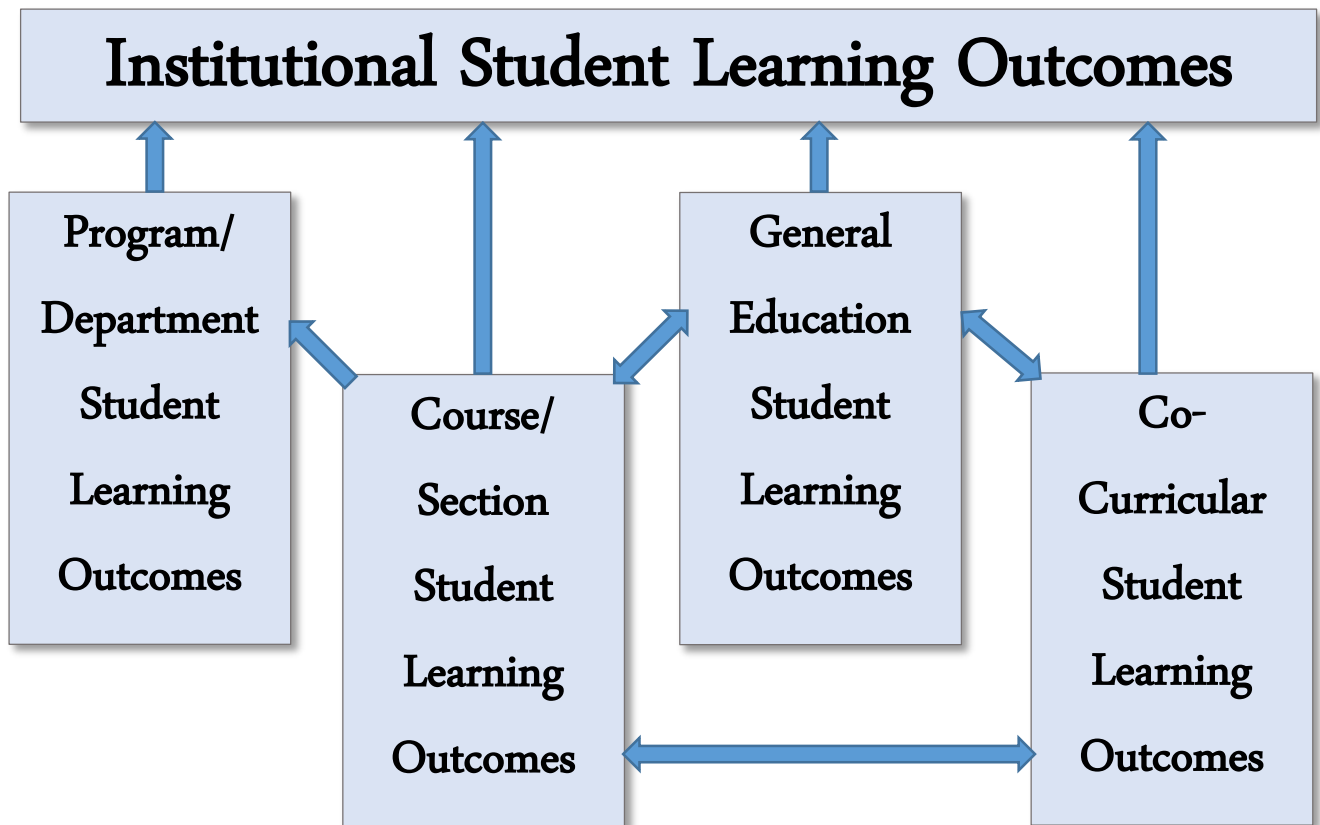 Institutional Student Learning Outcomes
Program/
Department
Student
Learning
Outcomes
Course/
Section
Student
Learning
Outcomes
General
Education
Student
Learning
Outcomes
Co-
Curricular
Student
Learning
Outcomes